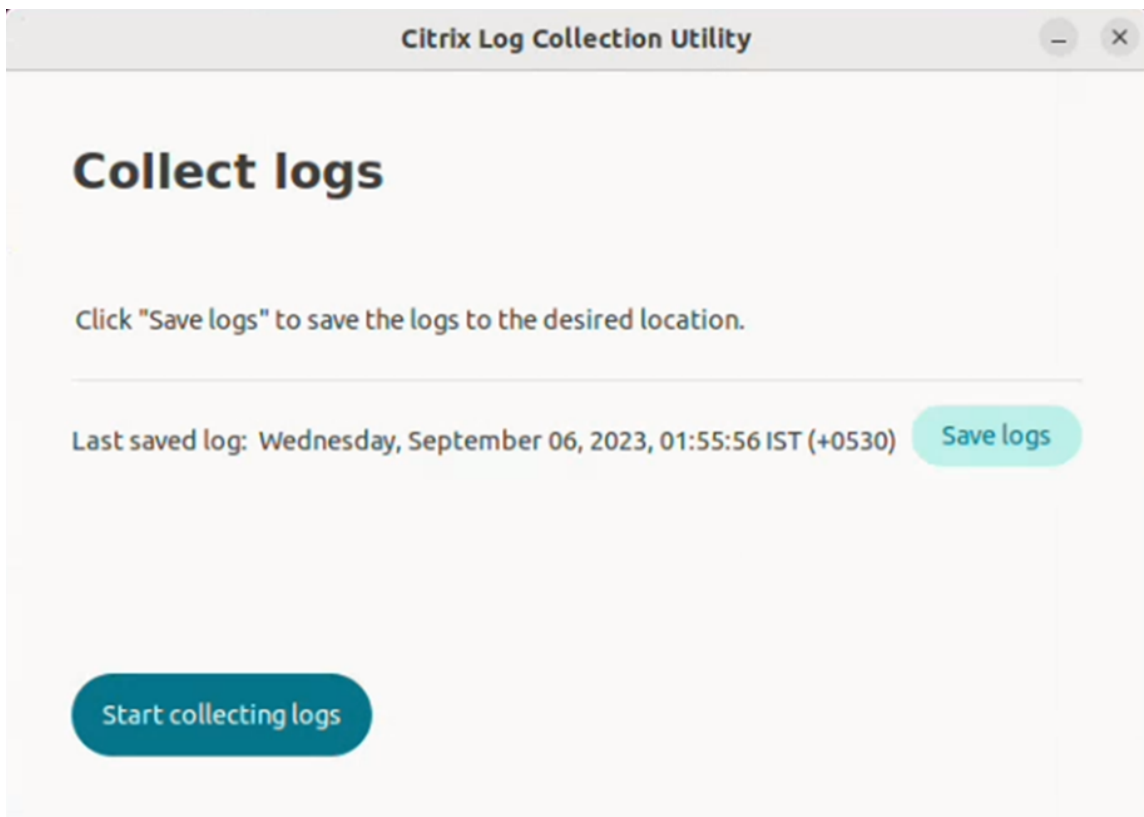 Citrix Log Collection Utility
Collect logs
Click "Save logs" to save the logs to the desired location.
Last saved log: Wednesday, September 06, 2023, 01:55:56 IST (+0530)
Save logs
Start collecting logs